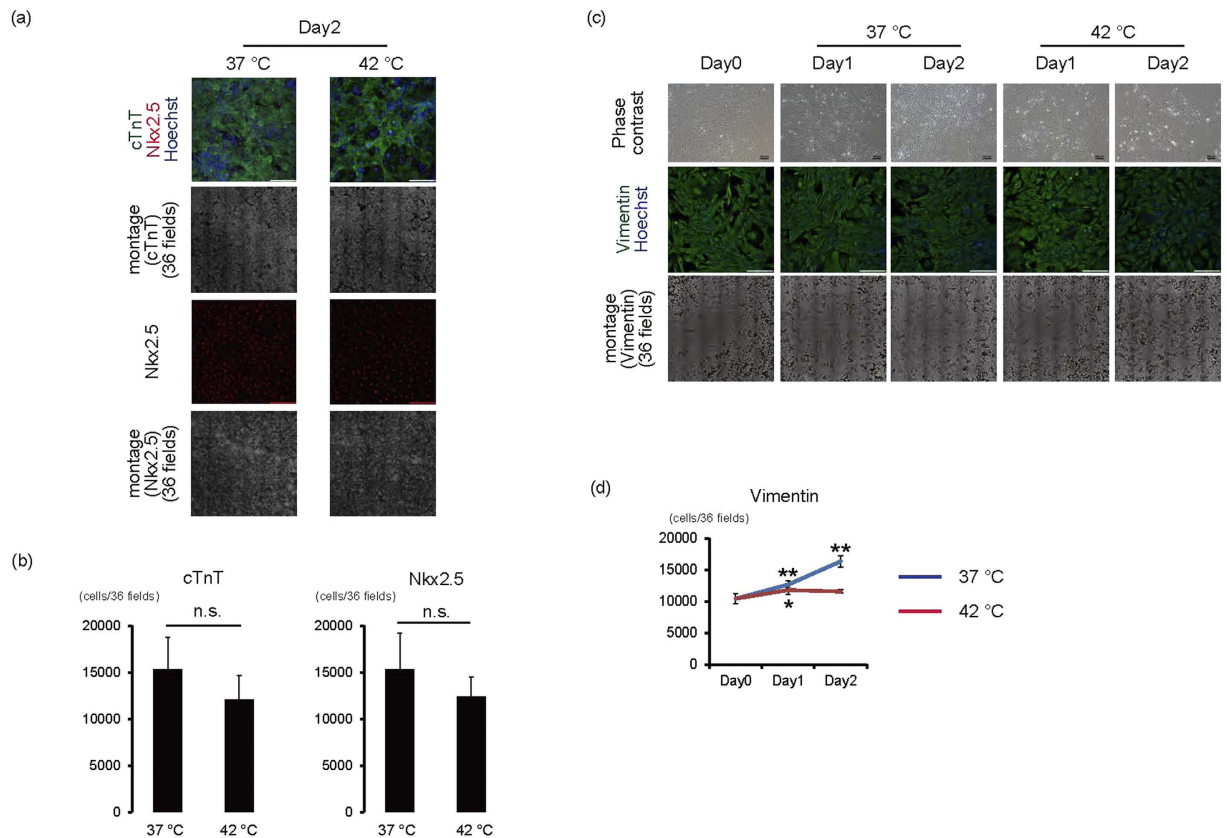 (a)
Day2
37 °C
42 °C
cTnT
Nkx2.5
Hoechst
montage
(cTnT)
(36 fields)
Nkx2.5
montage
(Nkx2.5)
(36 fields)
(b)
cTnT
(cells/36 fields)
n.s.
20000
15000
10000
5000
0
37 °C
42 °C
Nkx2.5
(cells/36 fields)
n.s.
20000
15000
10000
5000
0
37 °C
42 °C
(c)
37 °C
42 °C
Day0
Day1
Day2
Day1
Day2
Phase
contrast
Vimentin
Hoechst
montage
(Vimentin)
(36 fields)
(d)
Vimentin
(cells/36 fields)
20000
15000
10000
5000
0
**
**
*
Day0
Day1
Day2
37 °C
42 °C